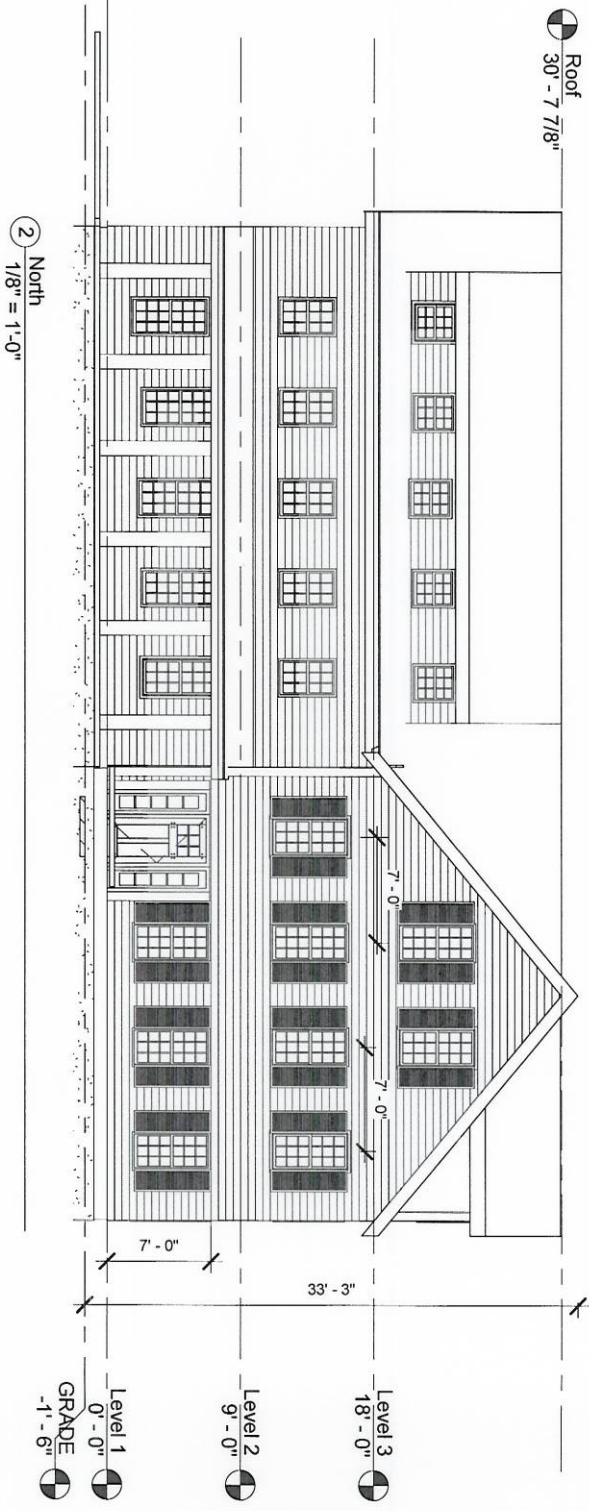 Roof
30' - 7 7/8"
7' - 0"
7' - 0"
7' - 0"
33' - 3"
Level 3
18' - 0"
Level 2
9' - 0"
Level 1
0' - 0"
GRADE
-1' - 6"
2
North
1/8" = 1'-0"